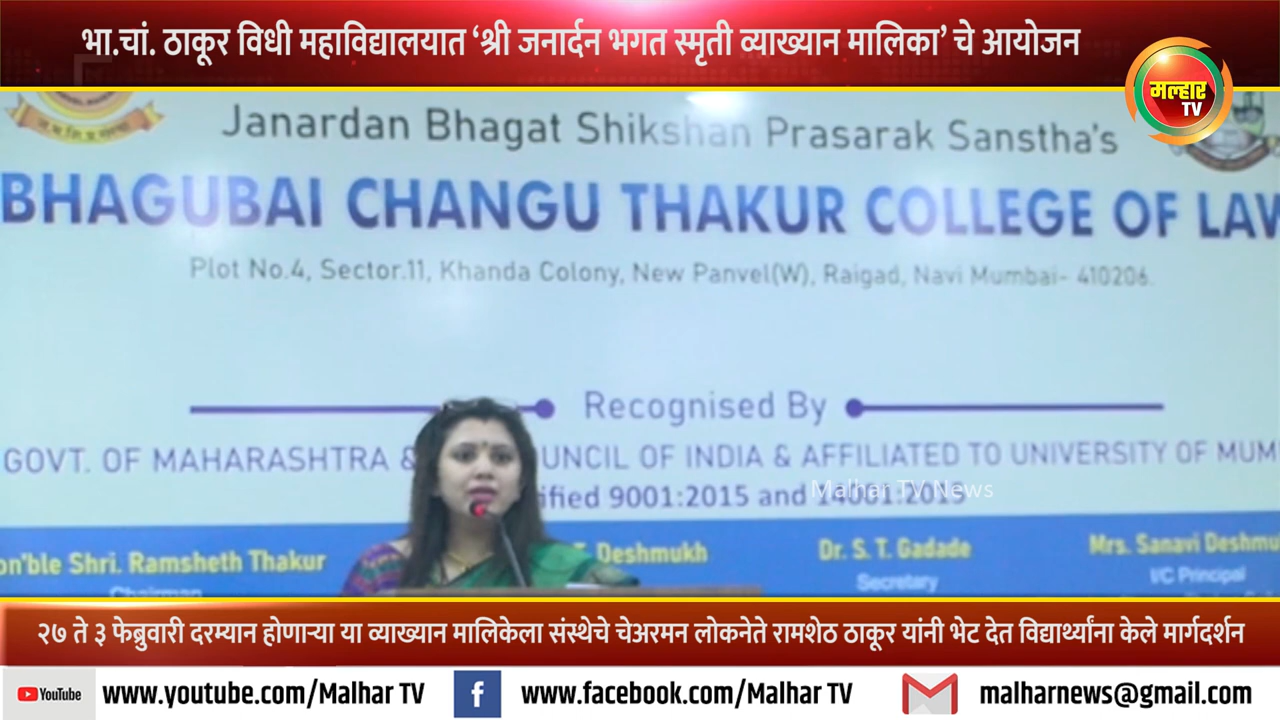 भा.चां. ठाकूर विधी महाविद्यालयात ‘श्री जनार्दन भगत स्मृती व्याख्यान मालिका’ चे आयोजन
मल्हार
TV
Janardan Bhagat Shikshan Prasarak Sanstha's
BHAGUBAI CHANGU THAKUR COLLEGE OF LAW
Plot No.4, Sector.11, Khanda Colony, New Panvel(W), Raigad, Navi Mumbai- 410206.
Recognised By
GOVT. OF MAHARASHTRA & UNCIL OF INDIA & AFFILIATED TO UNIVERSITY OF MUM
ified 9001:2015 and 14001:2015
Malhar TV News
on'ble Shri. Ramsheth Thakur
Chairman
T. Deshmukh
Dr. S. T. Gadade
Secretary
Mrs. Sanavi Deshmu
I/C Principal
२७ ते ३ फेब्रुवारी दरम्यान होणाऱ्या या व्याख्यान मालिकेला संस्थेचे चेअरमन लोकनेते रामशेठ ठाकूर यांनी भेट देत विद्यार्थ्यांना केले मार्गदर्शन
YouTube www.youtube.com/Malhar TV f www.facebook.com/Malhar TV malharnews@gmail.com